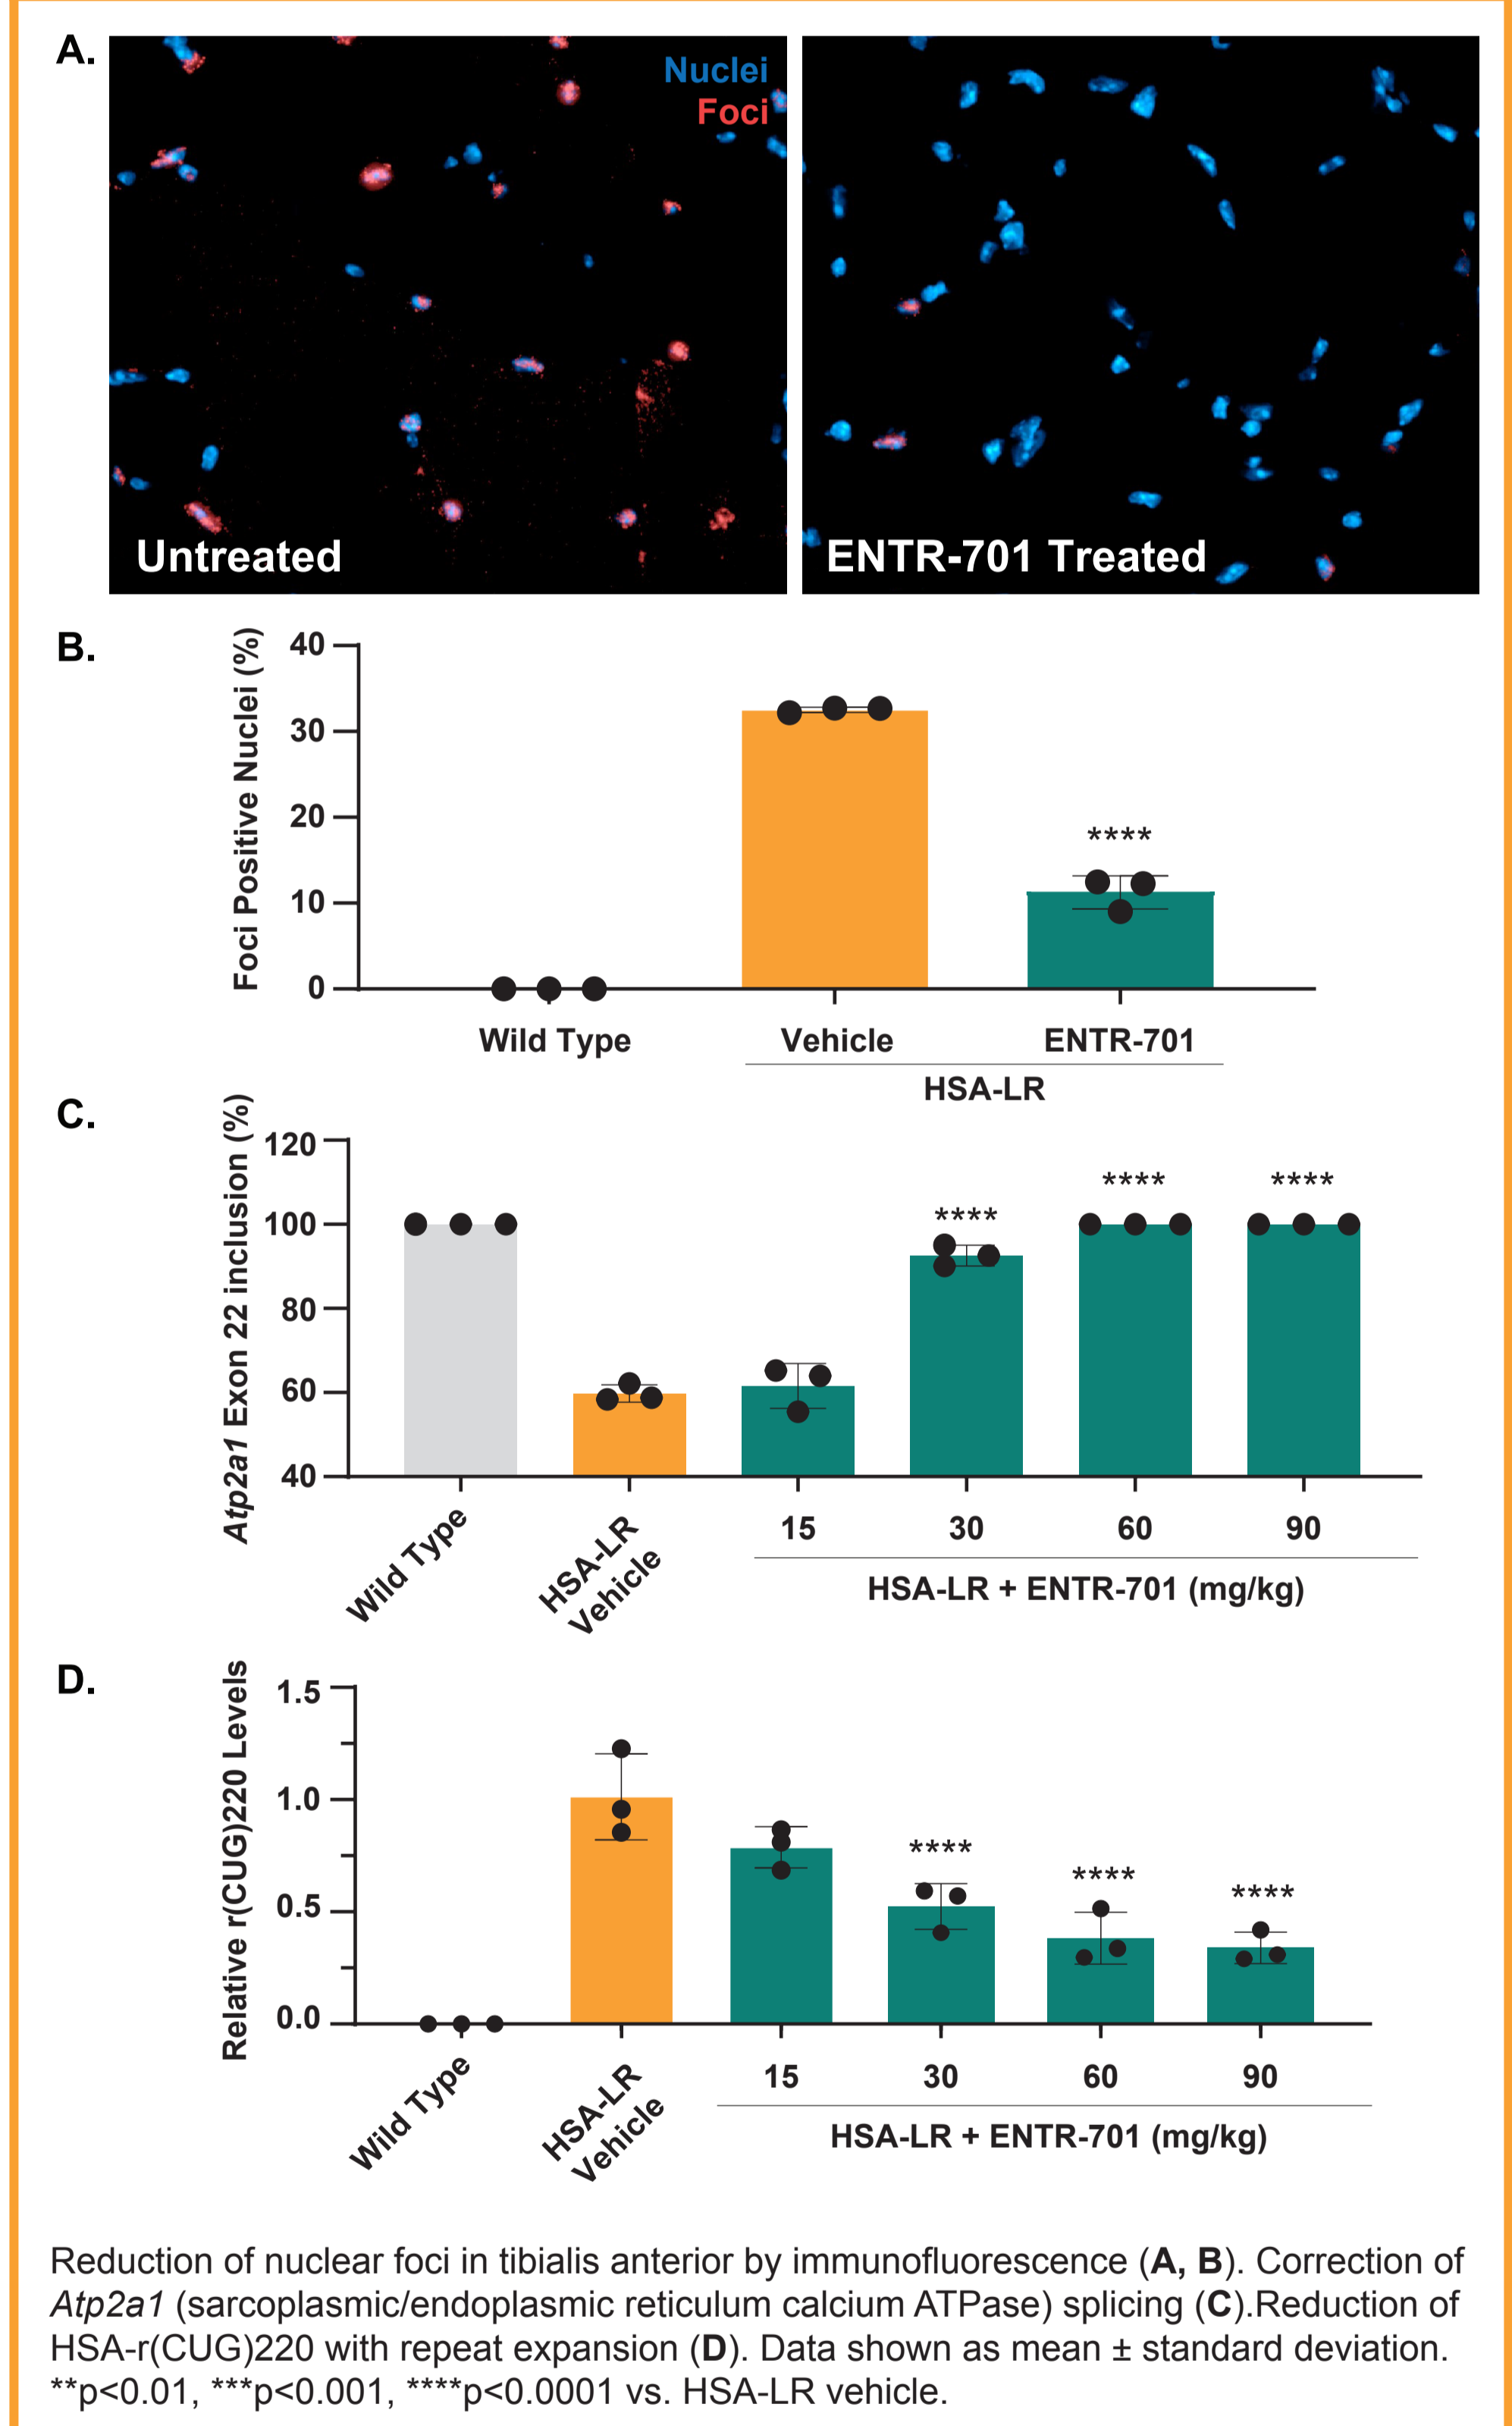 A.
Nuclei
Foci
Untreated
ENTR-701 Treated
B.
Foci Positive Nuclei (%)
40
30
20
10
0
****
Wild Type
Vehicle
ENTR-701
HSA-LR
C.
Atp2a1 Exon 22 inclusion (%)
120
100
80
60
40
****
****
****
Wild Type
HSA-LR
Vehicle
15
30
60
90
HSA-LR + ENTR-701 (mg/kg)
D.
Relative r(CUG)220 Levels
1.5
1.0
0.5
0.0
****
****
****
Wild Type
HSA-LR
Vehicle
15
30
60
90
HSA-LR + ENTR-701 (mg/kg)
Reduction of nuclear foci in tibialis anterior by immunofluorescence (A, B). Correction of
Atp2a1 (sarcoplasmic/endoplasmic reticulum calcium ATPase) splicing (C).Reduction of
HSA-r(CUG)220 with repeat expansion (D). Data shown as mean ± standard deviation.
**p<0.01, ***p<0.001, ****p<0.0001 vs. HSA-LR vehicle.